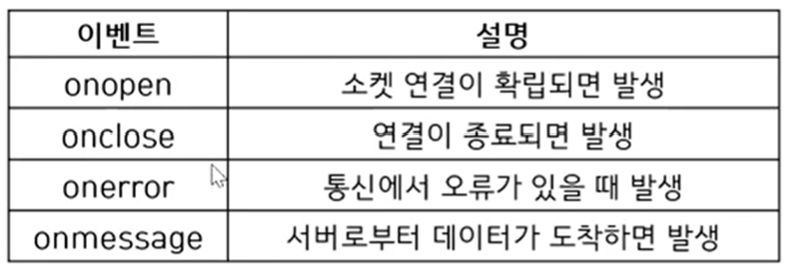 이벤트 설명
onopen 소켓 연결이 확립되면 발생
onclose 연결이 종료되면 발생
onerror 통신에서 오류가 있을 때 발생
onmessage 서버로부터 데이터가 도착하면 발생